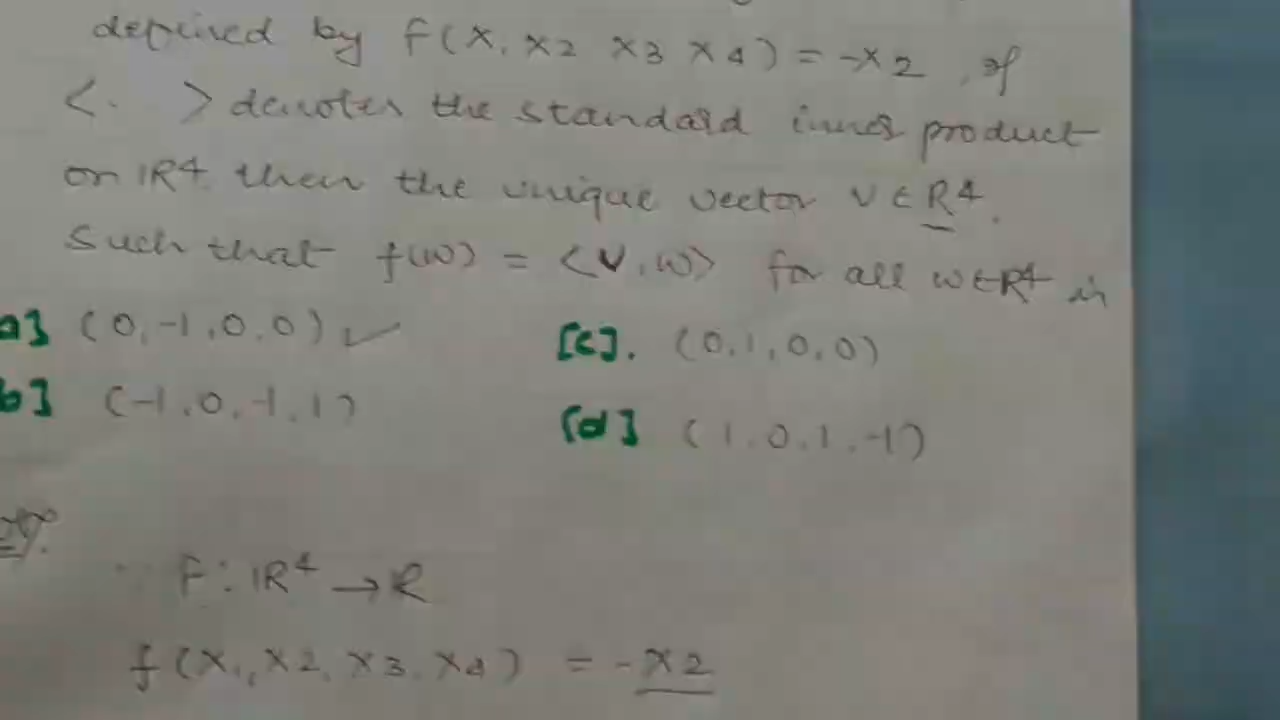 defined by f(x, x2 x3 x4) = -x2, if
<. > denotes the standard inner product
on IR4 then the unique vector V ∈ R4.
Such that f(w) = <v, w> for all w ∈ R4 is
a] (0, -1, 0, 0) ✓ [c]. (0, 1, 0, 0)
b] (-1, 0, -1, 1) [d] (1, 0, 1, -1)
F : IR4 → R
f(x1, x2, x3, x4) = -x2